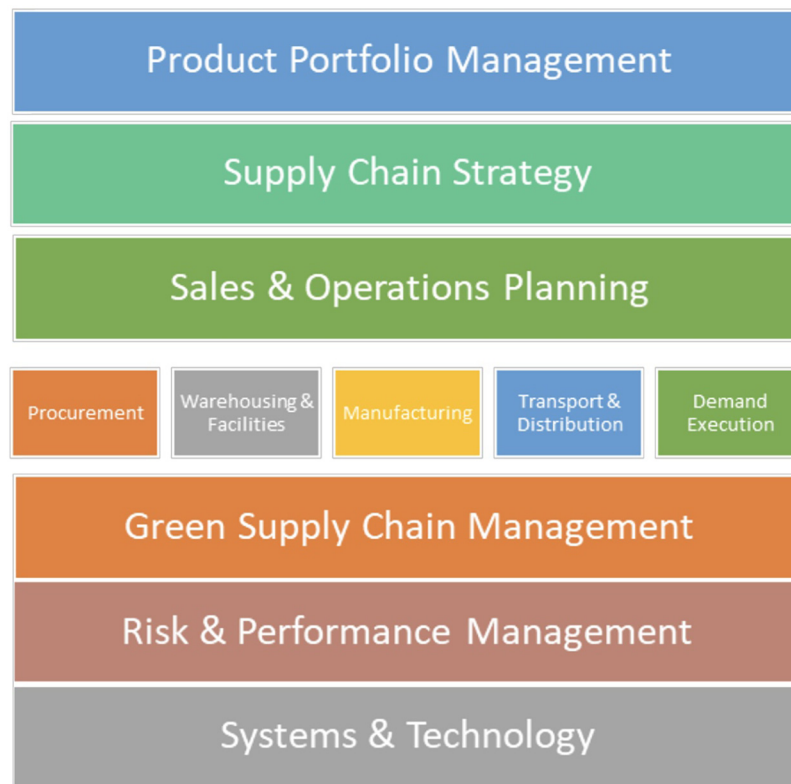 Product Portfolio Management
Supply Chain Strategy
Sales & Operations Planning
Procurement
Warehousing &
Facilities
Manufacturing
Transport &
Distribution
Demand
Execution
Green Supply Chain Management
Risk & Performance Management
Systems & Technology